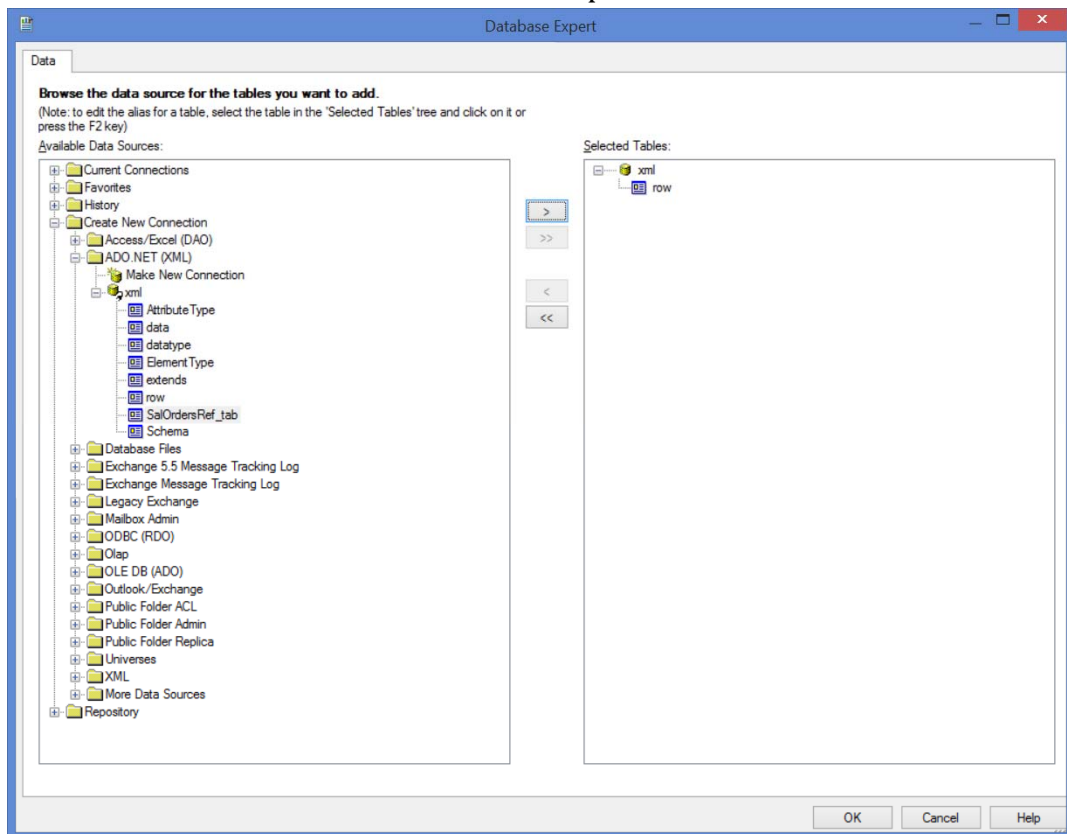 Database Expert
Data
Browse the data source for the tables you want to add.
(Note: to edit the alias for a table, select the table in the 'Selected Tables' tree and click on it or
press the F2 key)
Available Data Sources:
Current Connections
Favorites
History
Create New Connection
Access/Excel (DAO)
ADO.NET (XML)
Make New Connection
xml
AttributeType
data
datatype
ElementType
extends
row
SalOrdersRef_tab
Schema
Database Files
Exchange 5.5 Message Tracking Log
Exchange Message Tracking Log
Legacy Exchange
Mailbox Admin
ODBC (RDO)
Olap
OLE DB (ADO)
Outlook/Exchange
Public Folder ACL
Public Folder Admin
Public Folder Replica
Universes
XML
More Data Sources
Repository
>
>>
<
<<
Selected Tables:
xml
row
OK Cancel Help